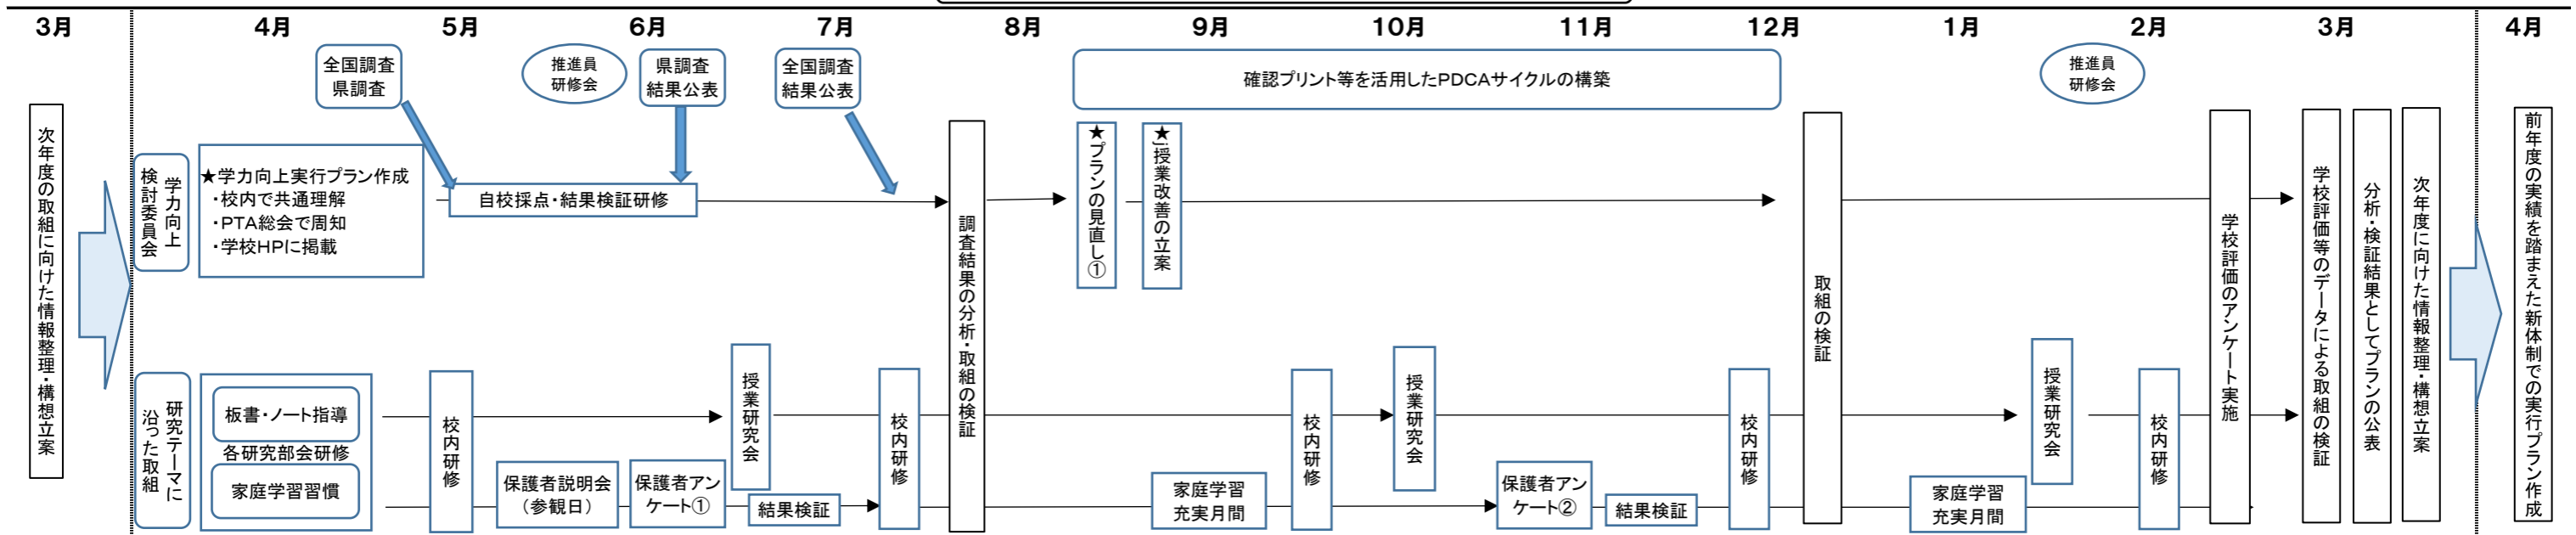 3月
4月
5月
6月
7月
8月
9月
10月
11月
12月
1月
2月
3月
4月
全国調査
県調査
推進員
研修会
県調査
結果公表
全国調査
結果公表
確認プリント等を活用したPDCAサイクルの構築
推進員
研修会
次年度の取組に向けた情報整理・構想立案
学力向上
検討委員会
★学力向上実行プラン作成
・校内で共通理解
・PTA総会で周知
・学校HPに掲載
自校採点・結果検証研修
調査結果の分析・取組の検証
★プランの見直し①
★j授業改善の立案
取組の検証
学校評価のアンケート実施
学校評価等のデータによる取組の検証
分析・検証結果としてプランの公表
次年度に向けた情報整理・構想立案
前年度の実績を踏まえた新体制での実行プラン作成
研究テーマに
沿った取組
板書・ノート指導
各研究部会研修
家庭学習習慣
校内研修
保護者説明会
（参観日）
保護者アン
ケート①
授業研究会
結果検証
校内研修
家庭学習
充実月間
校内研修
授業研究会
保護者アン
ケート②
結果検証
校内研修
家庭学習
充実月間
授業研究会
校内研修